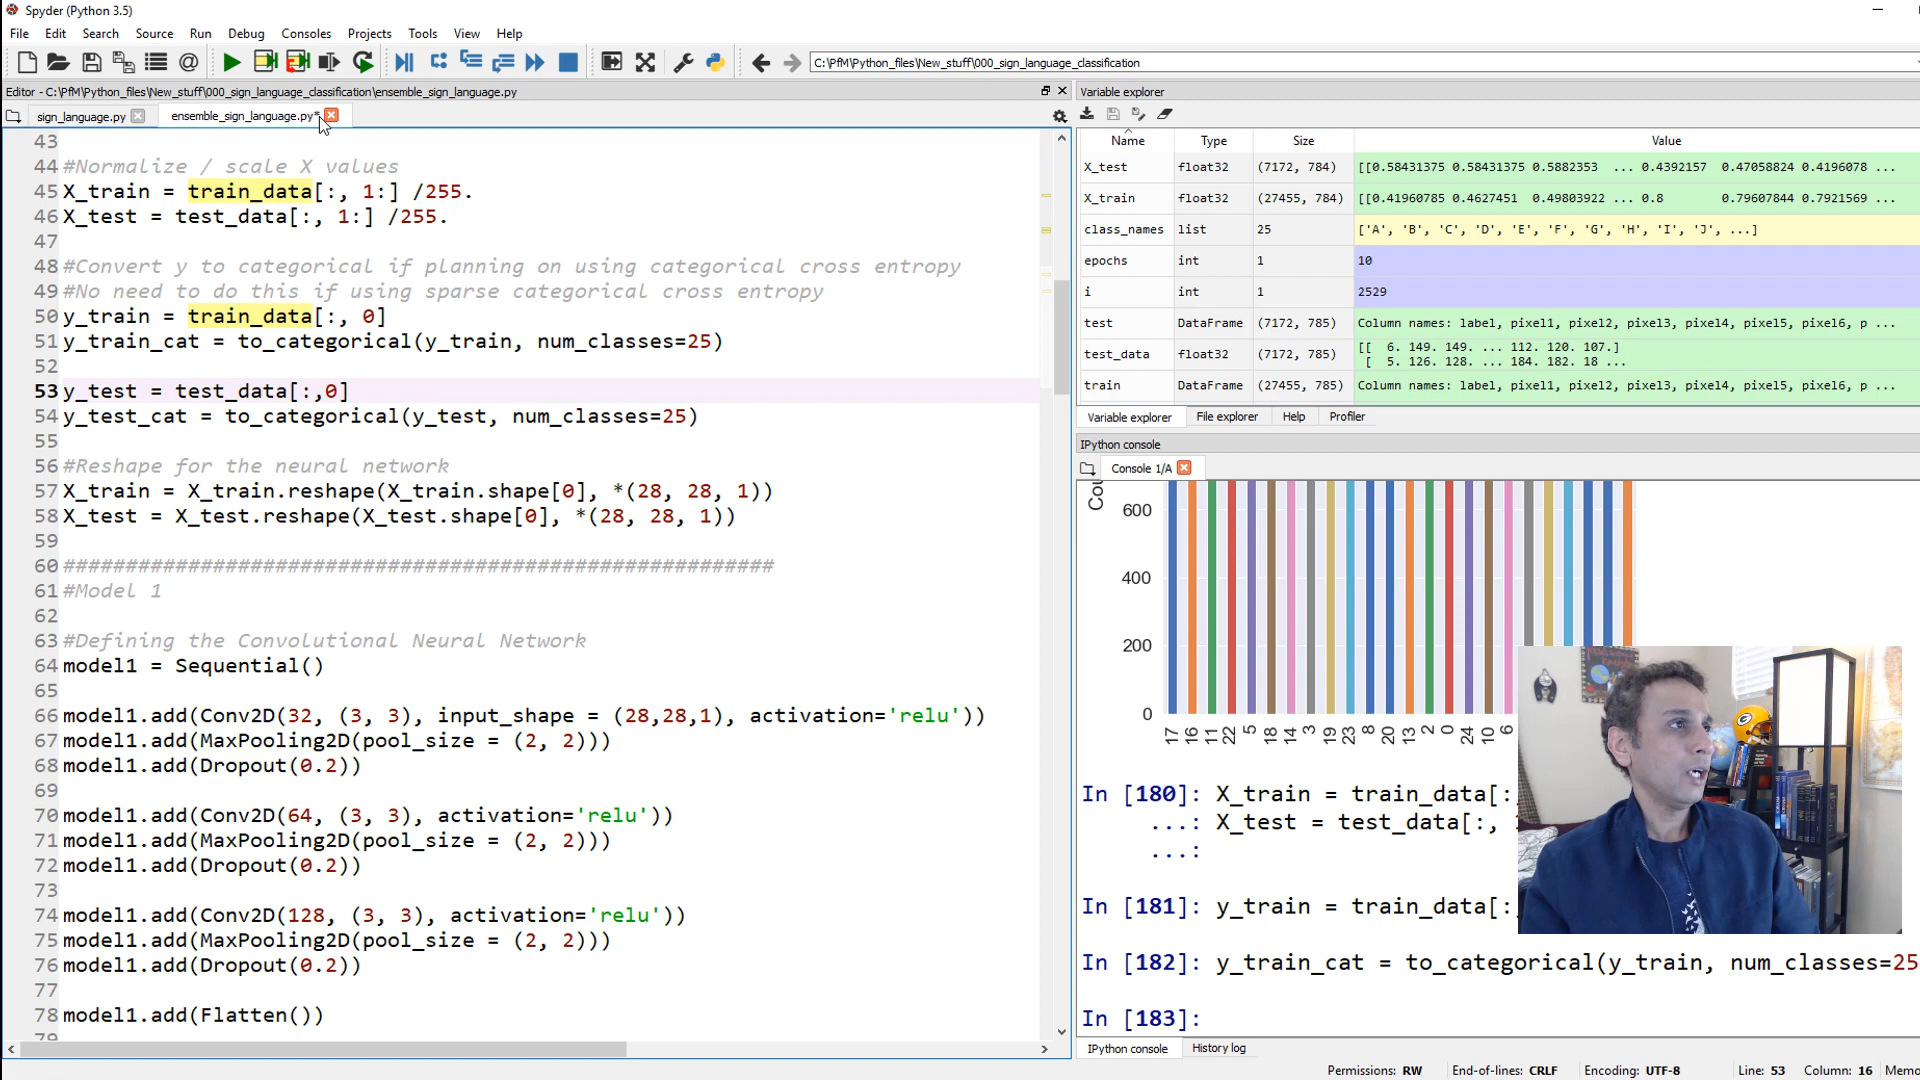 Spyder (Python 3.5)
File Edit Search Source Run Debug Consoles Projects Tools View Help
C:\PfM\Python_files\New_stuff\000_sign_language_classification
Editor - C:\PfM\Python_files\New_stuff\000_sign_language_classification\ensemble_sign_language.py
sign_language.py
ensemble_sign_language.py*
43
44 #Normalize / scale X values
45 X_train = train_data[:, 1:] /255.
46 X_test = test_data[:, 1:] /255.
47
48 #Convert y to categorical if planning on using categorical cross entropy
49 #No need to do this if using sparse categorical cross entropy
50 y_train = train_data[:, 0]
51 y_train_cat = to_categorical(y_train, num_classes=25)
52
53 y_test = test_data[:,0]
54 y_test_cat = to_categorical(y_test, num_classes=25)
55
56 #Reshape for the neural network
57 X_train = X_train.reshape(X_train.shape[0], *(28, 28, 1))
58 X_test = X_test.reshape(X_test.shape[0], *(28, 28, 1))
59
60 #########################################################
61 #Model 1
62
63 #Defining the Convolutional Neural Network
64 model1 = Sequential()
65
66 model1.add(Conv2D(32, (3, 3), input_shape = (28,28,1), activation='relu'))
67 model1.add(MaxPooling2D(pool_size = (2, 2)))
68 model1.add(Dropout(0.2))
69
70 model1.add(Conv2D(64, (3, 3), activation='relu'))
71 model1.add(MaxPooling2D(pool_size = (2, 2)))
72 model1.add(Dropout(0.2))
73
74 model1.add(Conv2D(128, (3, 3), activation='relu'))
75 model1.add(MaxPooling2D(pool_size = (2, 2)))
76 model1.add(Dropout(0.2))
77
78 model1.add(Flatten())
79
Variable explorer
Name Type Size Value
X_test float32 (7172, 784) [[0.58431375 0.58431375 0.5882353 ... 0.4392157 0.47058824 0.4196078 ...
X_train float32 (27455, 784) [[0.41960785 0.4627451 0.49803922 ... 0.8 0.79607844 0.7921569 ...
class_names list 25 ['A', 'B', 'C', 'D', 'E', 'F', 'G', 'H', 'I', 'J', ...]
epochs int 1 10
i int 1 2529
test DataFrame (7172, 785) Column names: label, pixel1, pixel2, pixel3, pixel4, pixel5, pixel6, p ...
test_data float32 (7172, 785) [[ 6. 149. 149. ... 112. 120. 107.]
[ 5. 126. 128. ... 184. 182. 18 ...
train DataFrame (27455, 785) Column names: label, pixel1, pixel2, pixel3, pixel4, pixel5, pixel6, p ...
Variable explorer File explorer Help Profiler
IPython console
Console 1/A
Cou
600
400
200
0
17 16 11 22 5 18 14 3 19 23 8 20 13 2 0 24 10 6
In [180]: X_train = train_data[:,
...: X_test = test_data[:,
...:
In [181]: y_train = train_data[:,
In [182]: y_train_cat = to_categorical(y_train, num_classes=25
In [183]:
IPython console History log
Permissions: RW End-of-lines: CRLF Encoding: UTF-8 Line: 53 Column: 16 Memo